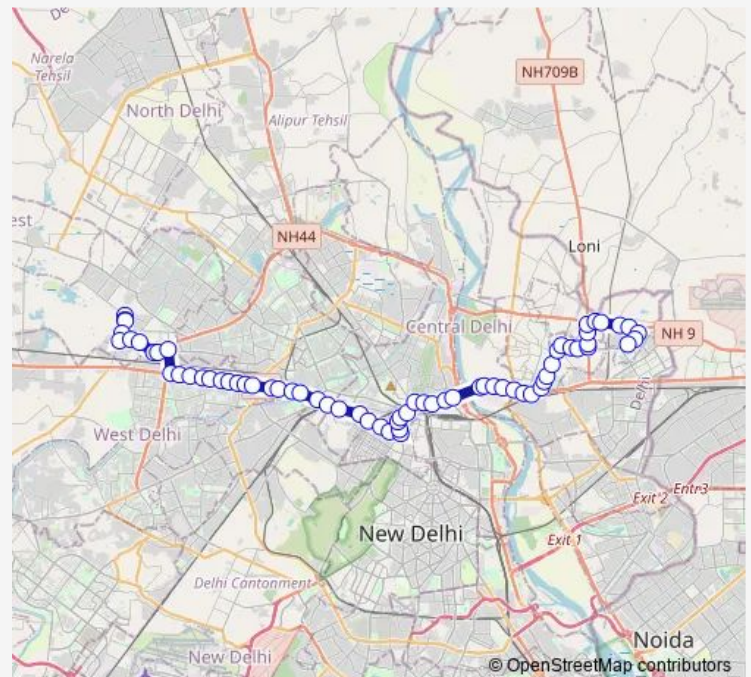 De
Narela
Tehsil
NH709B
North Delhi
Alipur Tehsil
est
NH44
Loni
Central Delhi
NH 9
Delhi
West Delhi
Exit 2
Entr3
New Delhi
Exit 1
Delhi Cantonment
Noida
New Delhi
© OpenStreetMap contributors